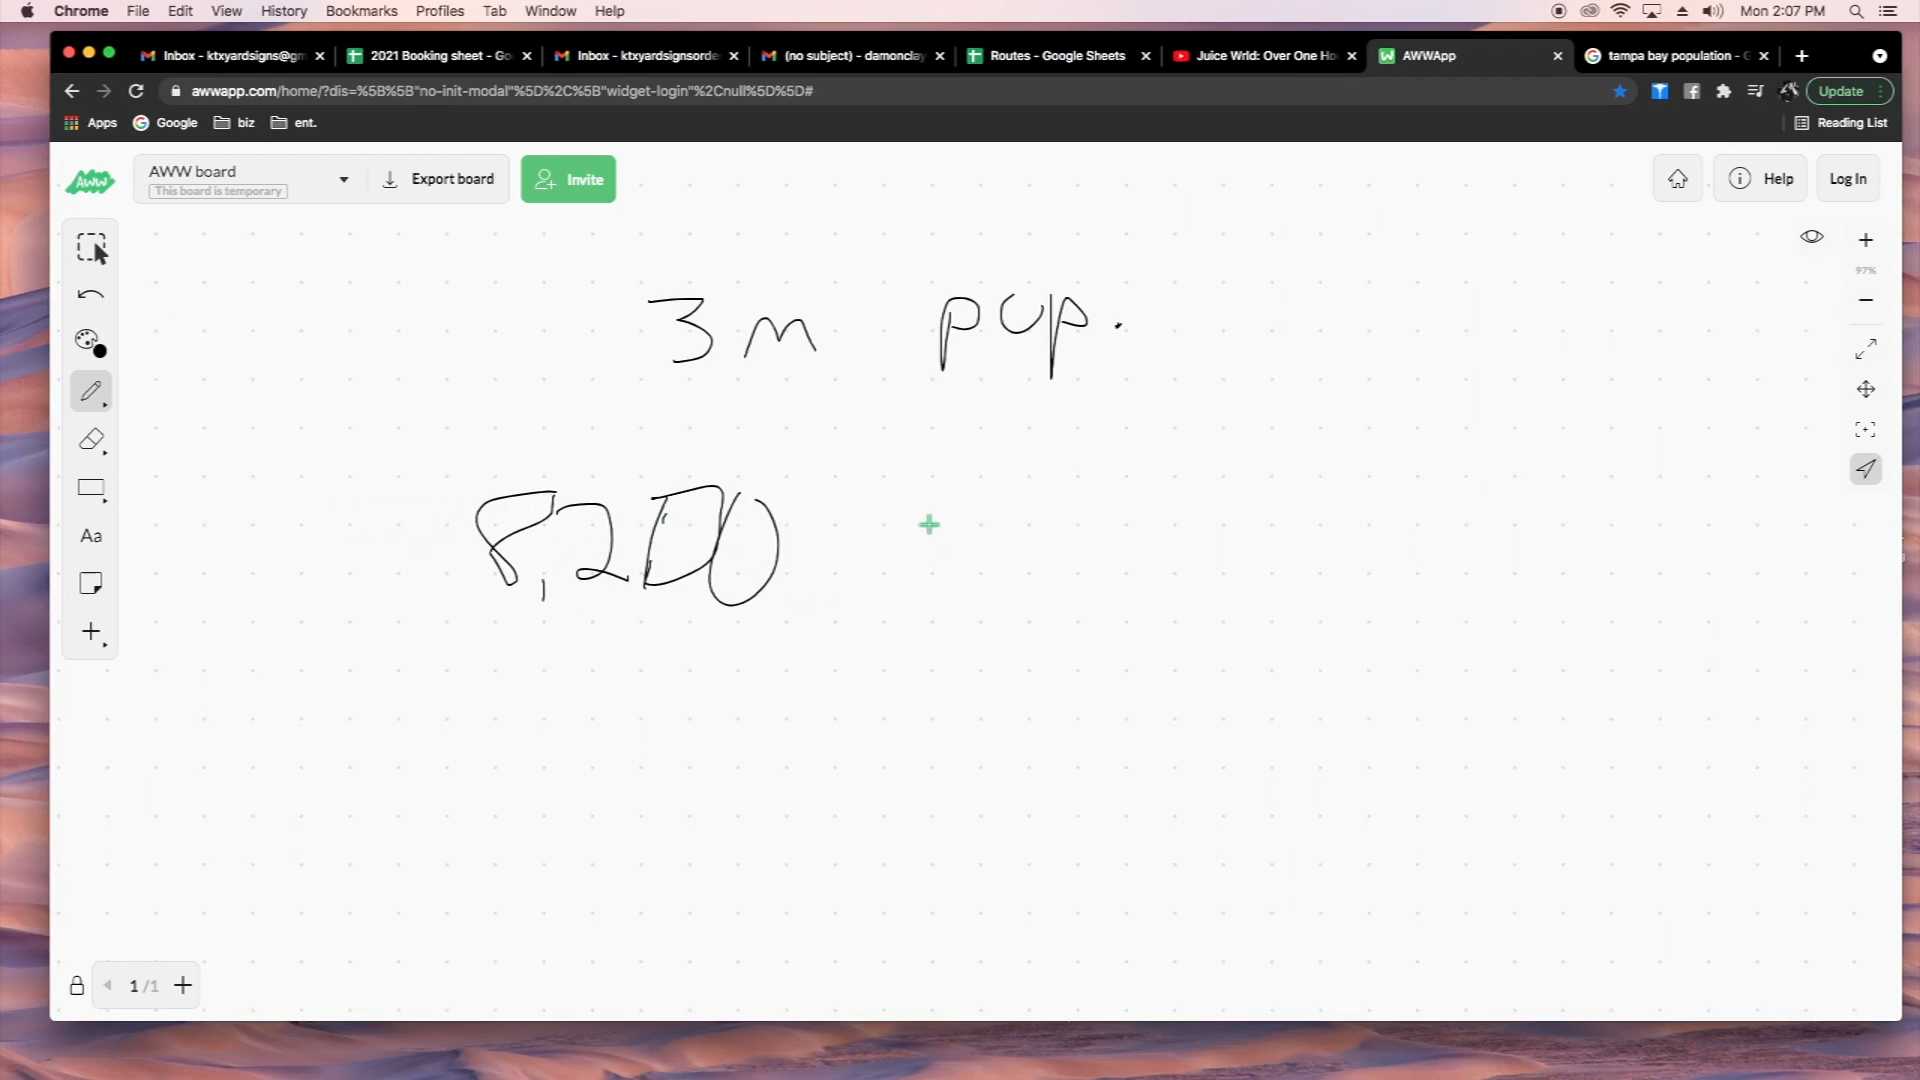 Chrome File Edit View History Bookmarks Profiles Tab Window Help Mon 2:07 PM
Inbox - ktxyardsigns@gm 2021 Booking sheet - Go Inbox - ktxyardsignsorde (no subject) - damonclay Routes - Google Sheets Juice Wrld: Over One Ho AWWApp tampa bay population - G
awwapp.com/home/?dis=%5B%5B"no-init-modal"%5D%2C%5B"widget-login"%2Cnull%5D%5D# Update
Apps Google biz ent. Reading List
AWW
AWW board
This board is temporary
Export board Invite Help Log In
97%
3m pop.
8,200
Aa
1/1